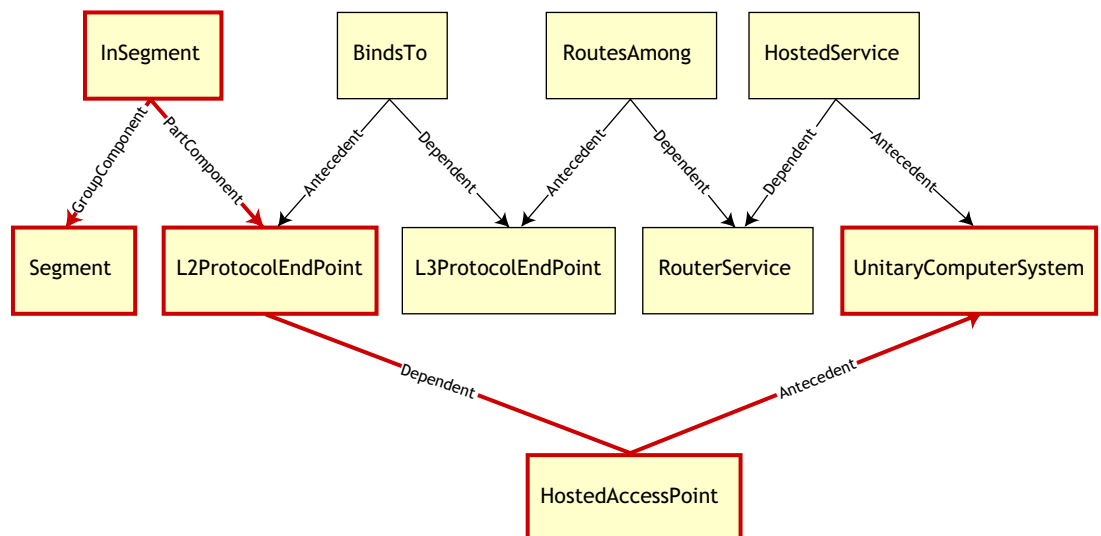 InSegment
BindsTo
RoutesAmong
HostedService
GroupComponent
PartComponent
Antecedent
Dependent
Antecedent
Dependent
Dependent
Antecedent
Segment
L2ProtocolEndPoint
L3ProtocolEndPoint
RouterService
UnitaryComputerSystem
Dependent
Antecedent
HostedAccessPoint